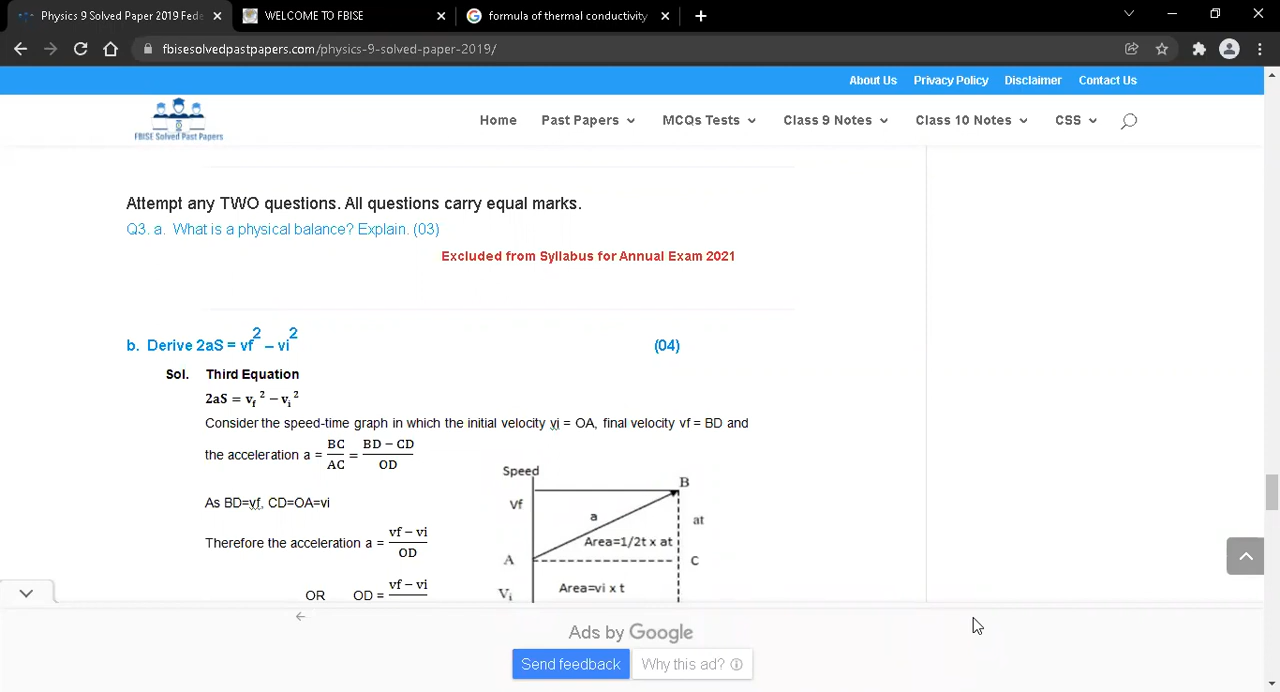 Physics 9 Solved Paper 2019 Fede
WELCOME TO FBISE
formula of thermal conductivity
fbisesolvedpastpapers.com/physics-9-solved-paper-2019/
About Us Privacy Policy Disclaimer Contact Us
FBISE Solved Past Papers
Home Past Papers MCQs Tests Class 9 Notes Class 10 Notes CSS
Attempt any TWO questions. All questions carry equal marks.
Q3. a. What is a physical balance? Explain. (03)
Excluded from Syllabus for Annual Exam 2021
b. Derive 2aS = vf² – vi² (04)
Sol. Third Equation
2aS = v_f² − v_i²
Consider the speed-time graph in which the initial velocity vi = OA, final velocity vf = BD and
the acceleration a = BC/AC = BD − CD/OD
As BD=vf, CD=OA=vi
Therefore the acceleration a = vf − vi/OD
OR OD = vf − vi
Speed
B
Vf
a
at
Area=1/2t x at
A
C
Area=vi x t
Vi
Ads by Google
Send feedback
Why this ad?